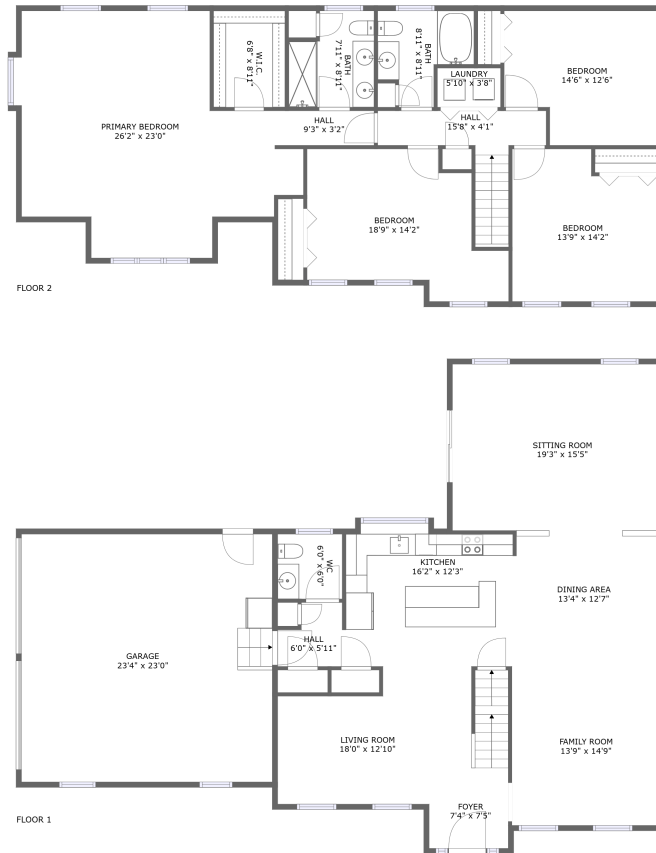 W.I.C.
6'8" x 8'11"
BATH
7'11" x 8'11"
BATH
8'11" x 8'11"
LAUNDRY
5'10" x 3'8"
BEDROOM
14'6" x 12'6"
PRIMARY BEDROOM
26'2" x 23'0"
HALL
9'3" x 3'2"
HALL
15'8" x 4'1"
BEDROOM
18'9" x 14'2"
BEDROOM
13'9" x 14'2"
FLOOR 2
SITTING ROOM
19'3" x 15'5"
WC
6'0" x 6'0"
KITCHEN
16'2" x 12'3"
DINING AREA
13'4" x 12'7"
HALL
6'0" x 5'11"
GARAGE
23'4" x 23'0"
LIVING ROOM
18'0" x 12'10"
FAMILY ROOM
13'9" x 14'9"
FOYER
7'4" x 7'5"
FLOOR 1